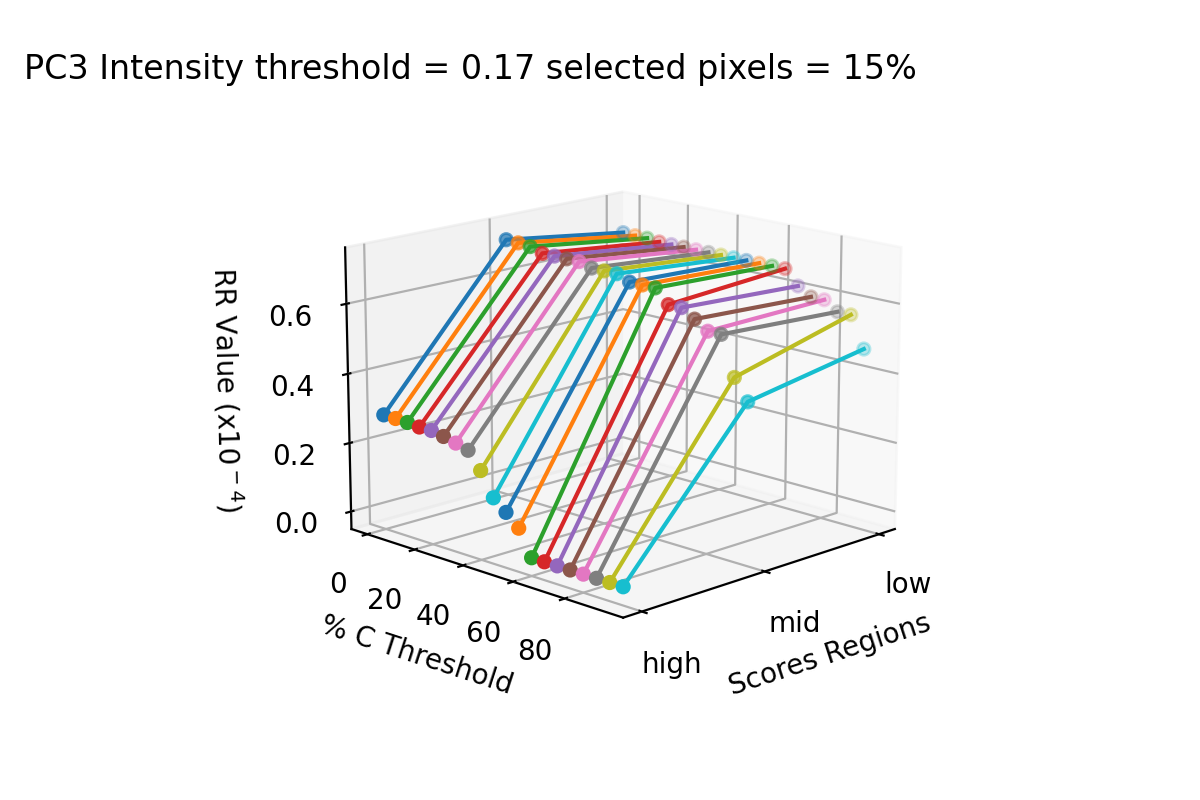 PC3 Intensity threshold = 0.17 selected pixels = 15%
RR Value (x10⁻⁴)
0.6
0.4
0.2
0.0
0
20
40
60
80
% C Threshold
high
mid
low
Scores Regions